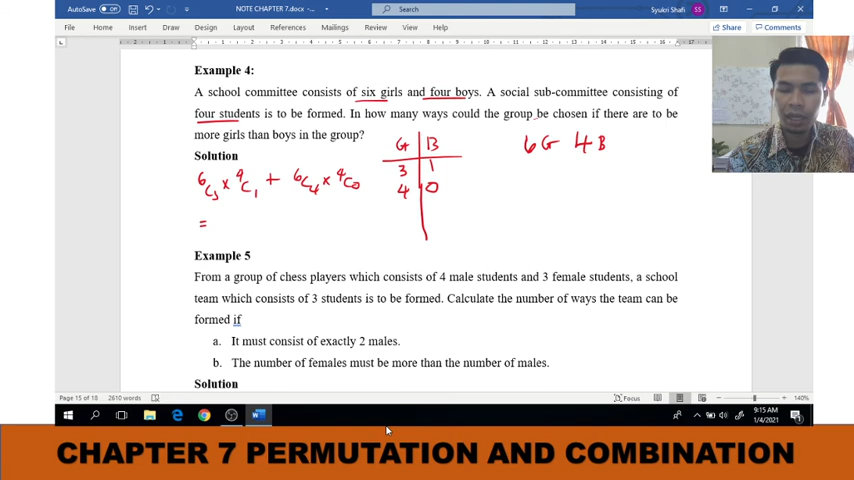 AutoSave Off NOTE CHAPTER 7.docx - ... Search Syukri Shafi SS
File Home Insert Draw Design Layout References Mailings Review View Help Share Comments
Example 4:
A school committee consists of six girls and four boys. A social sub-committee consisting of
four students is to be formed. In how many ways could the group be chosen if there are to be
more girls than boys in the group?
G B
6G 4B
Solution
3 1
⁶C₃ × ⁴C₁ + ⁶C₄ × ⁴C₀
4 0
=
Example 5
From a group of chess players which consists of 4 male students and 3 female students, a school
team which consists of 3 students is to be formed. Calculate the number of ways the team can be
formed if
a. It must consist of exactly 2 males.
b. The number of females must be more than the number of males.
Solution
Page 15 of 18 2610 words Focus 140%
9:15 AM
1/4/2021
CHAPTER 7 PERMUTATION AND COMBINATION